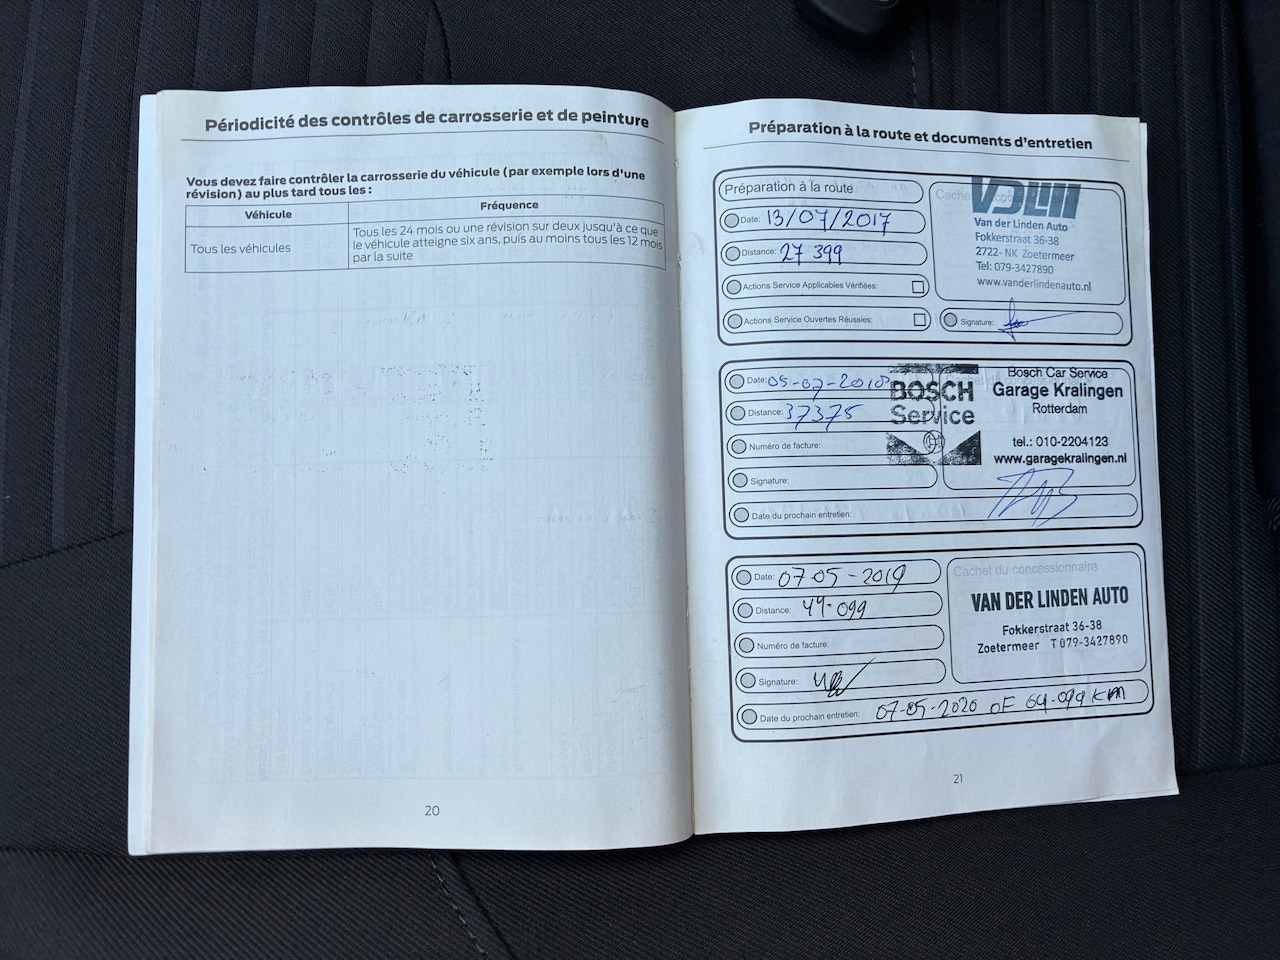 Périodicité des contrôles de carrosserie et de peinture
Vous devez faire contrôler la carrosserie du véhicule (par exemple lors d'une
révision) au plus tard tous les :
Véhicule
Fréquence
Tous les véhicules
Tous les 24 mois ou une révision sur deux jusqu'à ce que
le véhicule atteigne six ans, puis au moins tous les 12 mois
par la suite
20
Préparation à la route et documents d'entretien
Préparation à la route
Date: 13/07/2017
Distance: 27 399
Actions Service Applicables Vérifiées:
Actions Service Ouvertes Réussies:
Van der Linden Auto
Fokkerstraat 36-38
2722- NK Zoetermeer
Tel: 079-3427890
www.vanderlindenauto.nl
Signature:
Date: 05-07-2018
Distance: 37375
Numéro de facture:
Signature:
Date du prochain entretien:
BOSCH
Service
Bosch Car Service
Garage Kralingen
Rotterdam
tel.: 010-2204123
www.garagekralingen.nl
Date: 07-05-2019
Distance: 49-099
Numéro de facture:
Signature:
Date du prochain entretien: 07-05-2020 OF 64-099 KM
Cachet du concessionnaire
VAN DER LINDEN AUTO
Fokkerstraat 36-38
Zoetermeer T 079-3427890
21